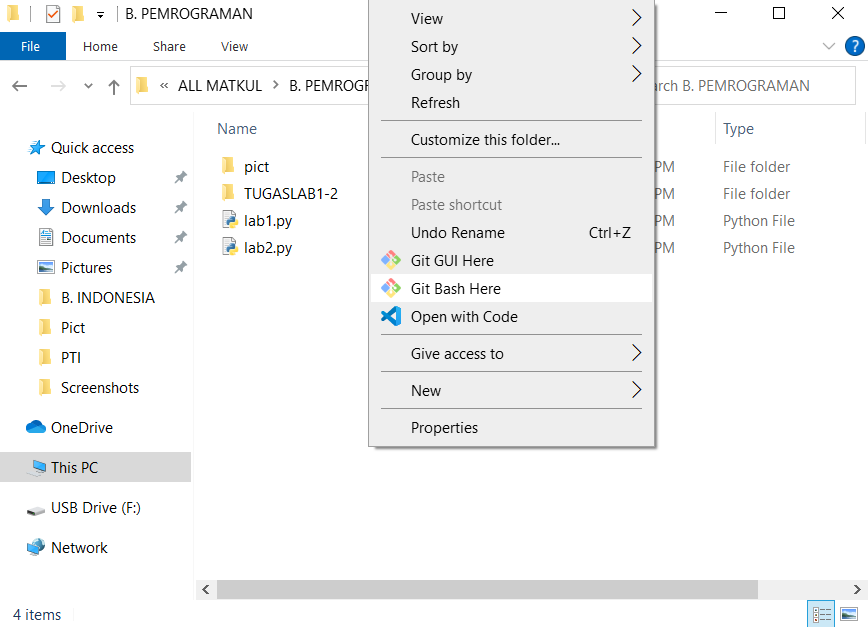 B. PEMROGRAMAN
File Home Share View
« ALL MATKUL > B. PEMROGR
arch B. PEMROGRAMAN
Quick access
Desktop
Downloads
Documents
Pictures
B. INDONESIA
Pict
PTI
Screenshots
OneDrive
This PC
USB Drive (F:)
Network
Name
Type
pict
PM
File folder
TUGASLAB1-2
PM
File folder
lab1.py
PM
Python File
lab2.py
PM
Python File
View
Sort by
Group by
Refresh
Customize this folder...
Paste
Paste shortcut
Undo Rename Ctrl+Z
Git GUI Here
Git Bash Here
Open with Code
Give access to
New
Properties
4 items